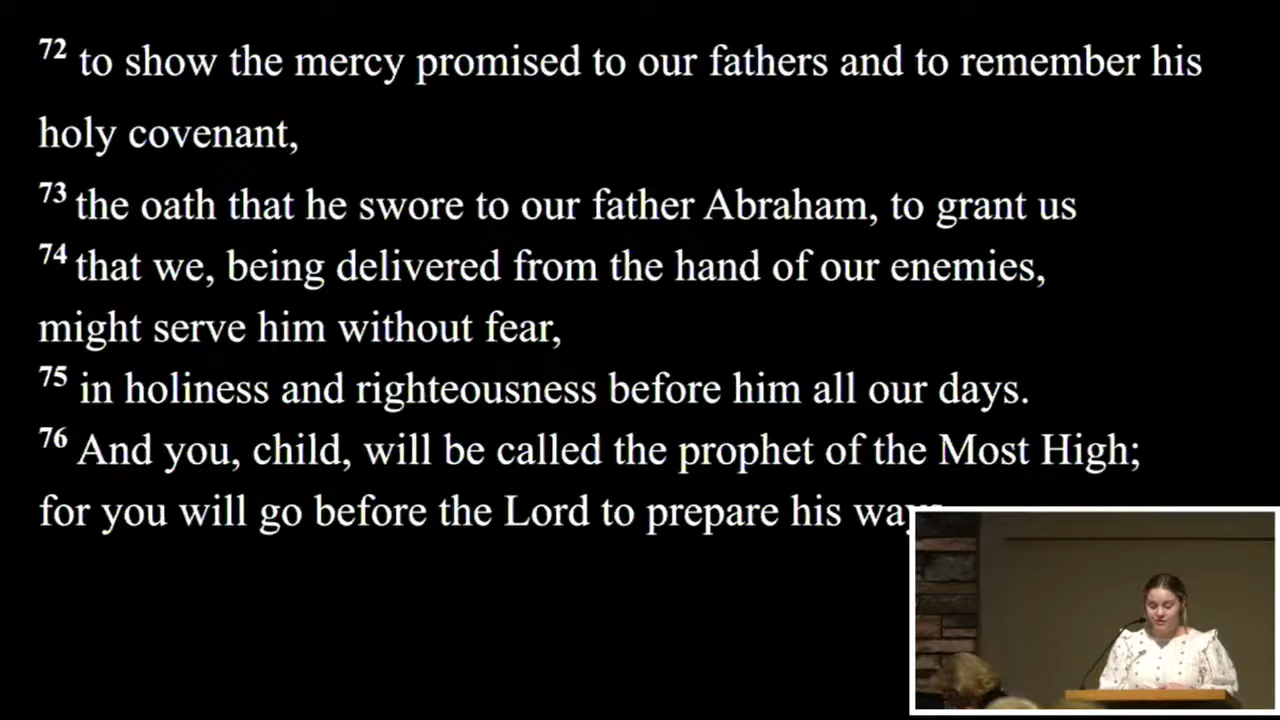 72 to show the mercy promised to our fathers and to remember his
holy covenant,
73 the oath that he swore to our father Abraham, to grant us
74 that we, being delivered from the hand of our enemies,
might serve him without fear,
75 in holiness and righteousness before him all our days.
76 And you, child, will be called the prophet of the Most High;
for you will go before the Lord to prepare his ways